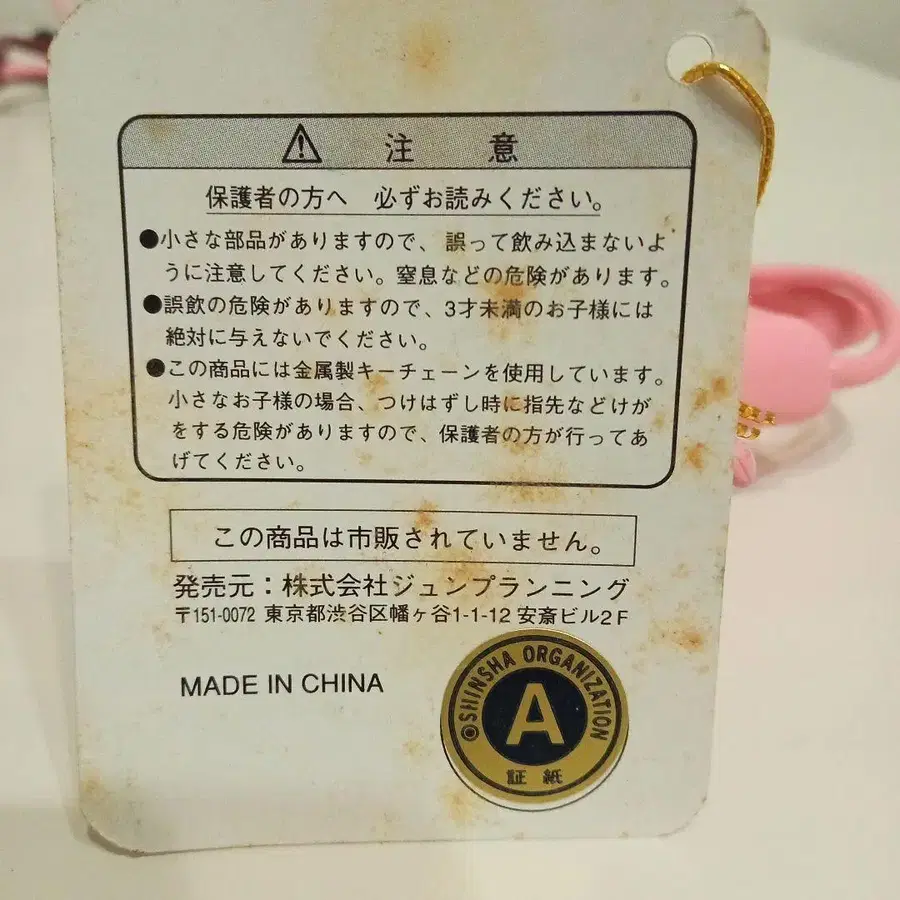 ⚠ 注意
保護者の方へ 必ずお読みください。
●小さな部品がありますので、誤って飲み込まないよ
うに注意してください。窒息などの危険があります。
●誤飲の危険がありますので、3才未満のお子様には
絶対に与えないでください。
●この商品には金属製キーチェーンを使用しています。
小さなお子様の場合、つけはずし時に指先などけが
をする危険がありますので、保護者の方が行ってあ
げてください。
この商品は市販されていません。
発売元：株式会社ジュンプランニング
〒151-0072 東京都渋谷区幡ヶ谷1-1-12 安斎ビル2F
MADE IN CHINA
©SHINSHA ORGANIZATION
A
証紙